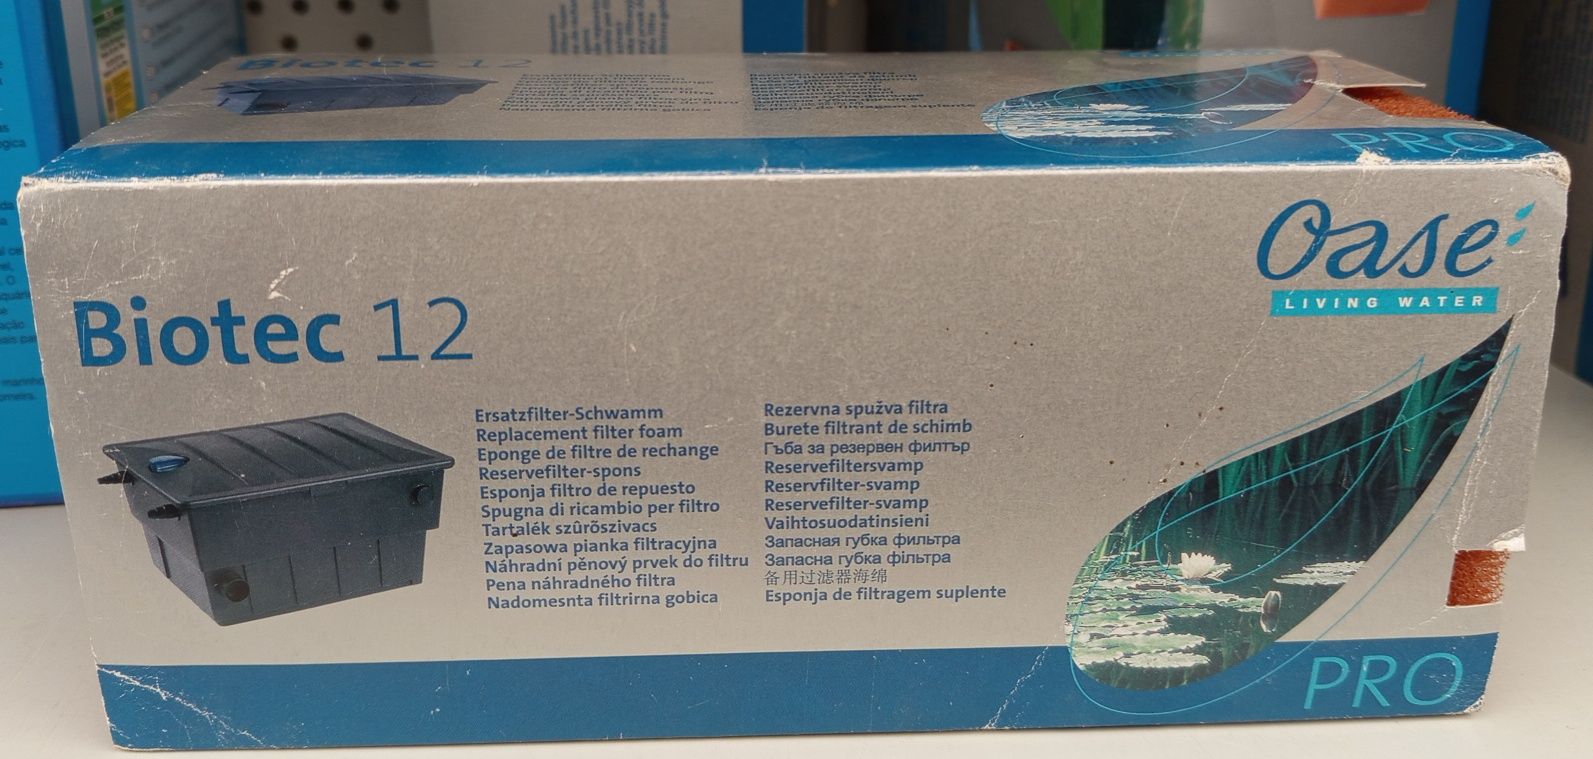 Biotec 12
PRO
Oase
LIVING WATER
Biotec 12
Ersatzfilter-Schwamm
Replacement filter foam
Eponge de filtre de rechange
Reservefilter-spons
Esponja filtro de repuesto
Spugna di ricambio per filtro
Tartalék szûrõszivacs
Zapasowa pianka filtracyjna
Náhradní pěnový prvek do filtru
Pena náhradného filtra
Nadomesnta filtrirna gobica
Rezervna spužva filtra
Burete filtrant de schimb
Гъба за резервен филтър
Reservefiltersvamp
Reservfilter-svamp
Reservefilter-svamp
Vaihtosuodatinsieni
Запасная губка фильтра
Запасна губка фільтра
备用过滤器海绵
Esponja de filtragem suplente
PRO